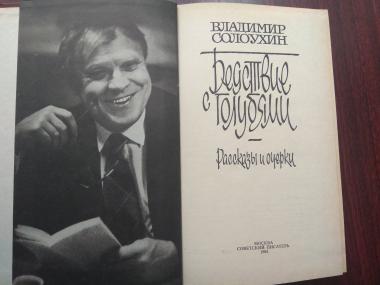 ВЛАДИМИР
СОЛОУХИН
Бедствие
с голубями
Рассказы и очерки
МОСКВА
СОВЕТСКИЙ ПИСАТЕЛЬ